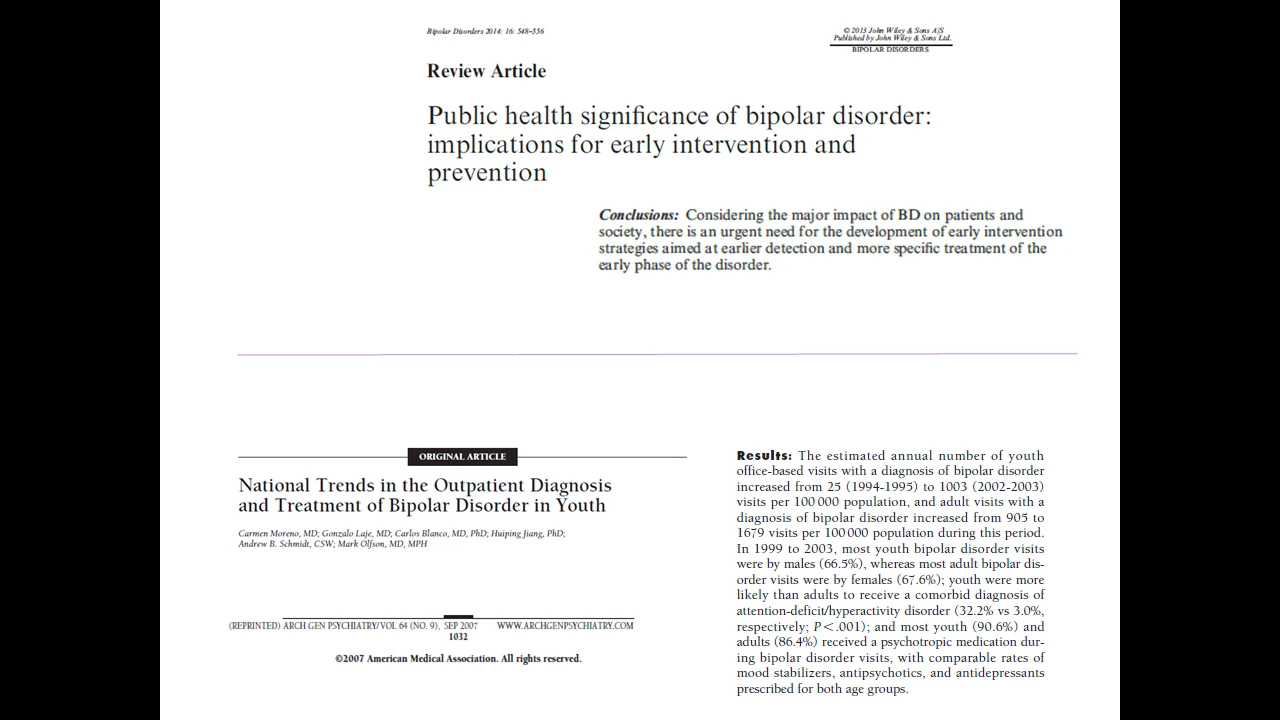 Bipolar Disorders 2014: 16: 548–556
© 2013 John Wiley & Sons A/S
Published by John Wiley & Sons Ltd.
BIPOLAR DISORDERS
Review Article
Public health significance of bipolar disorder:
implications for early intervention and
prevention
Conclusions: Considering the major impact of BD on patients and
society, there is an urgent need for the development of early intervention
strategies aimed at earlier detection and more specific treatment of the
early phase of the disorder.
ORIGINAL ARTICLE
National Trends in the Outpatient Diagnosis
and Treatment of Bipolar Disorder in Youth
Carmen Moreno, MD; Gonzalo Laje, MD; Carlos Blanco, MD, PhD; Huiping Jiang, PhD;
Andrew B. Schmidt, CSW; Mark Olfson, MD, MPH
(REPRINTED) ARCH GEN PSYCHIATRY/VOL 64 (NO. 9), SEP 2007 WWW.ARCHGENPSYCHIATRY.COM
1032
©2007 American Medical Association. All rights reserved.
Results: The estimated annual number of youth
office-based visits with a diagnosis of bipolar disorder
increased from 25 (1994-1995) to 1003 (2002-2003)
visits per 100 000 population, and adult visits with a
diagnosis of bipolar disorder increased from 905 to
1679 visits per 100 000 population during this period.
In 1999 to 2003, most youth bipolar disorder visits
were by males (66.5%), whereas most adult bipolar dis-
order visits were by females (67.6%); youth were more
likely than adults to receive a comorbid diagnosis of
attention-deficit/hyperactivity disorder (32.2% vs 3.0%,
respectively; P<.001); and most youth (90.6%) and
adults (86.4%) received a psychotropic medication dur-
ing bipolar disorder visits, with comparable rates of
mood stabilizers, antipsychotics, and antidepressants
prescribed for both age groups.